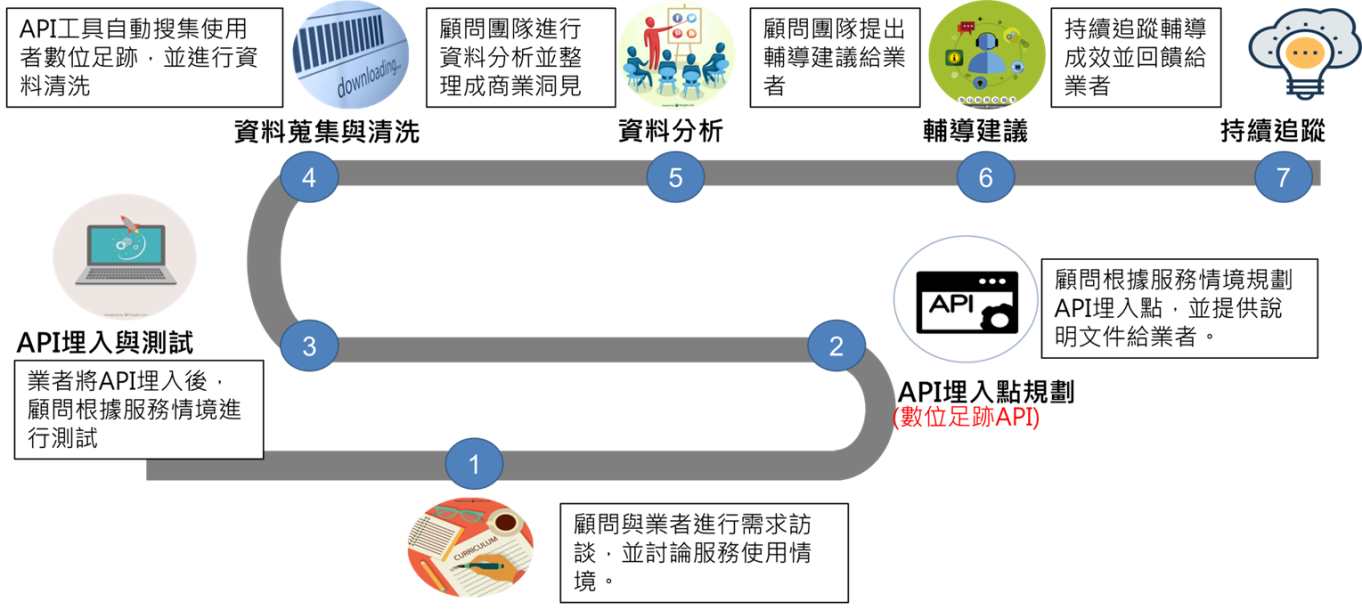 API工具自動搜集使用
者數位足跡，並進行資
料清洗
downloading...
資料蒐集與清洗
4
顧問團隊進行
資料分析並整
理成商業洞見
資料分析
5
顧問團隊提出
輔導建議給業
者
SUPPORT
輔導建議
6
持續追蹤輔導
成效並回饋給
業者
持續追蹤
7
API埋入與測試
業者將API埋入後，
顧問根據服務情境進
行測試
3
2
API
顧問根據服務情境規劃
API埋入點，並提供說
明文件給業者。
API埋入點規劃
(數位足跡API)
1
CURRICULUM
顧問與業者進行需求訪
談，並討論服務使用情
境。